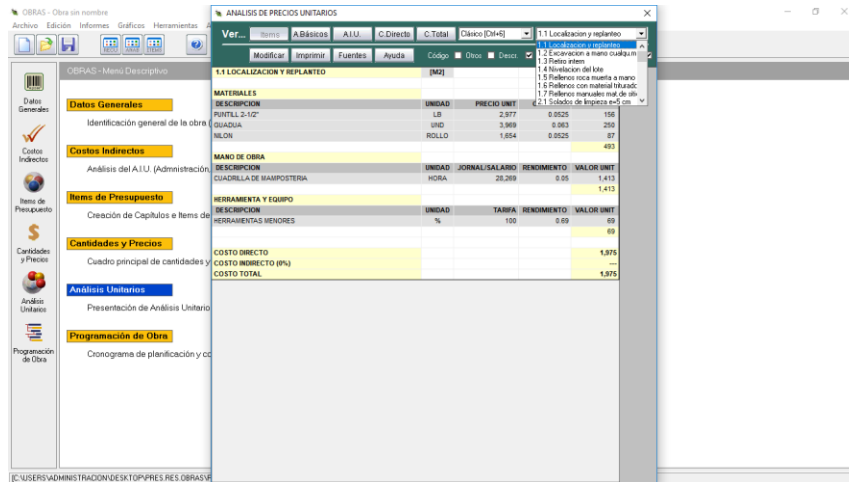 OBRAS - Obra sin nombre
Archivo Edición Informes Gráficos Herramientas A
OBRAS - Menú Descriptivo
Datos Generales
Costos Indirectos
Items de Presupuesto
Cantidades y Precios
Análisis Unitarios
Programación de Obra
Datos Generales
Identificación general de la obra (
Costos Indirectos
Análisis del A.I.U. (Administración,
Items de Presupuesto
Creación de Capítulos e Items de
Cantidades y Precios
Cuadro principal de cantidades y
Análisis Unitarios
Presentación de Análisis Unitario
Programación de Obra
Cronograma de planificación y co
ANALISIS DE PRECIOS UNITARIOS
Ver... Items A.Básicos A.I.U. C.Directo C.Total Clásico [Ctrl+6] 1.1 Localizacion y replanteo
Modificar Imprimir Fuentes Ayuda Código Otros Descr.
1.1 Localizacion y replanteo
1.2 Excavacion a mano cualquim
1.3 Retiro intern
1.4 Nivelacion del lote
1.5 Rellenos roca muerta a mano
1.6 Rellenos con material triturado
1.7 Rellenos manuales mat de sitio
2.1 Solados de limpieza e=5 cm
1.1 LOCALIZACION Y REPLANTEO [M2]
MATERIALES
DESCRIPCION UNIDAD PRECIO UNIT
PUNTILL 2-1/2" LB 2,977 0.0525 156
GUADUA UND 3,969 0.063 250
NILON ROLLO 1,654 0.0525 87
493
MANO DE OBRA
DESCRIPCION UNIDAD JORNAL/SALARIO RENDIMIENTO VALOR UNIT
CUADRILLA DE MAMPOSTERIA HORA 28,269 0.05 1,413
1,413
HERRAMIENTA Y EQUIPO
DESCRIPCION UNIDAD TARIFA RENDIMIENTO VALOR UNIT
HERRAMIENTAS MENORES % 100 0.69 69
69
COSTO DIRECTO 1,975
COSTO INDIRECTO (0%) ---
COSTO TOTAL 1,975
[C:\USERS\ADMINISTRACION\DESKTOP\PRES.RES.OBRAS\